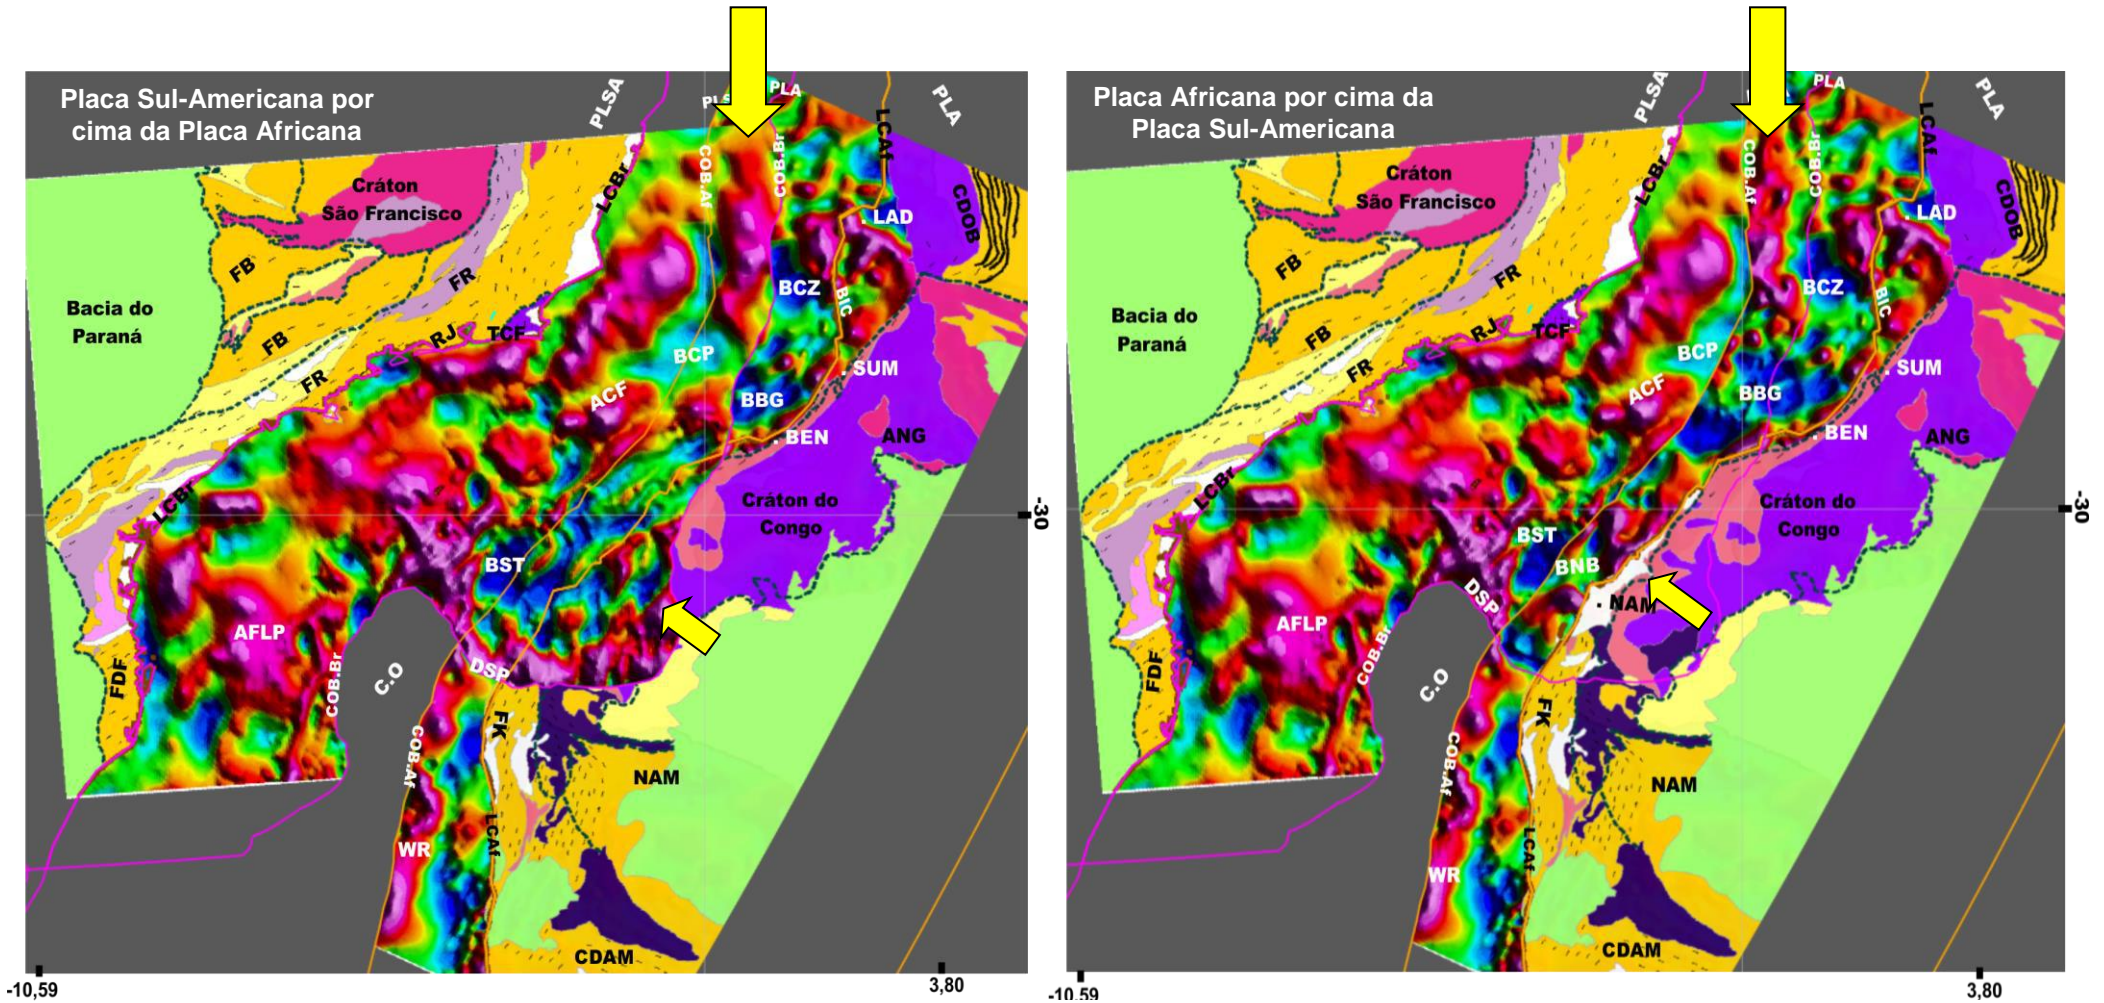 Placa Sul-Americana por
cima da Placa Africana
PLSA
PLA
PLA
Cráton
São Francisco
LCBr
COB.Af
COB.Br
LCAf
CDOB
LAD
FB
FR
BCZ
BIC
Bacia do
Paraná
FB
RJ
TCF
FR
BCP
SUM
ACF
BBG
BEN
ANG
LCBr
Cráton do
Congo
-30
BST
AFLP
FDF
COB.Br
C.O
DSP
FK
COB.Af
NAM
WR
LCAf
CDAM
-10,59
3,80
Placa Africana por cima da
Placa Sul-Americana
PLSA
PLA
PLA
Cráton
São Francisco
LCBr
COB.Af
COB.Br
LCAf
CDOB
LAD
FB
FR
BCZ
BIC
Bacia do
Paraná
FB
RJ
TCF
FR
BCP
SUM
ACF
BBG
BEN
ANG
LCBr
Cráton do
Congo
-30
BST
BNB
NAM
DSP
AFLP
FDF
COB.Br
C.O
FK
COB.Af
NAM
WR
LCAf
CDAM
-10,59
3,80